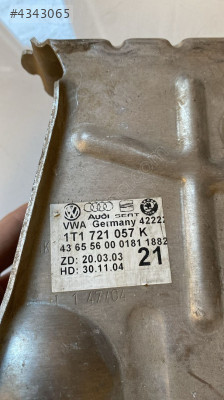 #4343065
Audi SEAT
VWA Germany 42222
1T1 721 057 K
43 65 56 00 0181 1882
ZD: 20.03.03
HD: 30.11.04
21